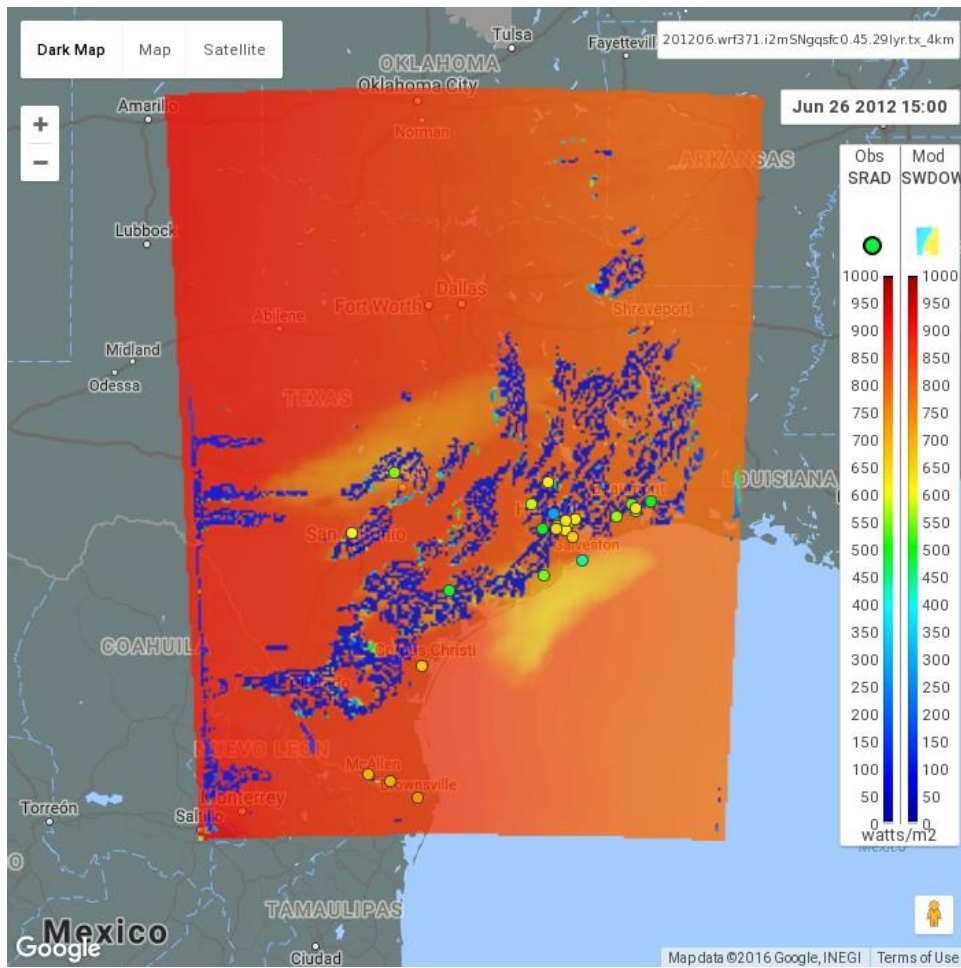 Dark Map
Map
Satellite
201206.wrf371.i2mSNgqsfc0.45.29lyr.tx_4km
Jun 26 2012 15:00
+
−
Tulsa
Fayettevill
OKLAHOMA
Oklahoma City
Amarillo
Norman
ARKANSAS
Lubbock
Dallas
Fort Worth
Abilene
Shreveport
Midland
Odessa
TEXAS
LOUISIANA
San Antonio
Galveston
COAHUILA
Corpus Christi
NUEVO LEON
McAllen
Brownsville
Monterrey
Torreón
Saltillo
TAMAULIPAS
Mexico
Ciudad
Obs
SRAD
Mod
SWDOW
1000
1000
950
950
900
900
850
850
800
800
750
750
700
700
650
650
600
600
550
550
500
500
450
450
400
400
350
350
300
300
250
250
200
200
150
150
100
100
50
50
0
0
watts/m2
Mexico
Google
Map data ©2016 Google, INEGI
Terms of Use